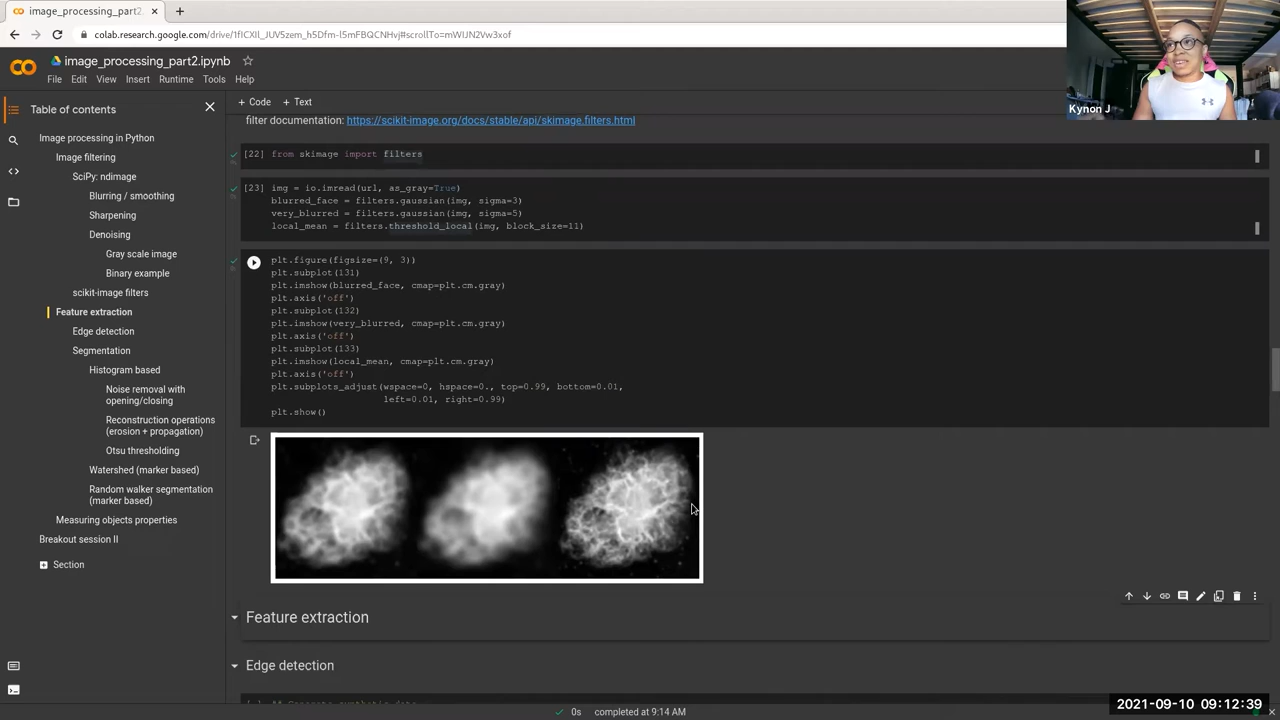 image_processing_part2.ipynb
colab.research.google.com/drive/1fICXIl_JUV5zem_h5Dfm-l5mFBQCNHvj#scrollTo=mWIJN2Vw3xof
image_processing_part2.ipynb
File Edit View Insert Runtime Tools Help
Kynon J
Table of contents
Image processing in Python
Image filtering
SciPy: ndimage
Blurring / smoothing
Sharpening
Denoising
Gray scale image
Binary example
scikit-image filters
Feature extraction
Edge detection
Segmentation
Histogram based
Noise removal with
opening/closing
Reconstruction operations
(erosion + propagation)
Otsu thresholding
Watershed (marker based)
Random walker segmentation
(marker based)
Measuring objects properties
Breakout session II
Section
+ Code + Text
filter documentation: https://scikit-image.org/docs/stable/api/skimage.filters.html
[22] from skimage import filters
[23] img = io.imread(url, as_gray=True)
blurred_face = filters.gaussian(img, sigma=3)
very_blurred = filters.gaussian(img, sigma=5)
local_mean = filters.threshold_local(img, block_size=11)
plt.figure(figsize=(9, 3))
plt.subplot(131)
plt.imshow(blurred_face, cmap=plt.cm.gray)
plt.axis('off')
plt.subplot(132)
plt.imshow(very_blurred, cmap=plt.cm.gray)
plt.axis('off')
plt.subplot(133)
plt.imshow(local_mean, cmap=plt.cm.gray)
plt.axis('off')
plt.subplots_adjust(wspace=0, hspace=0., top=0.99, bottom=0.01,
left=0.01, right=0.99)
plt.show()
Feature extraction
Edge detection
0s completed at 9:14 AM
2021-09-10 09:12:39